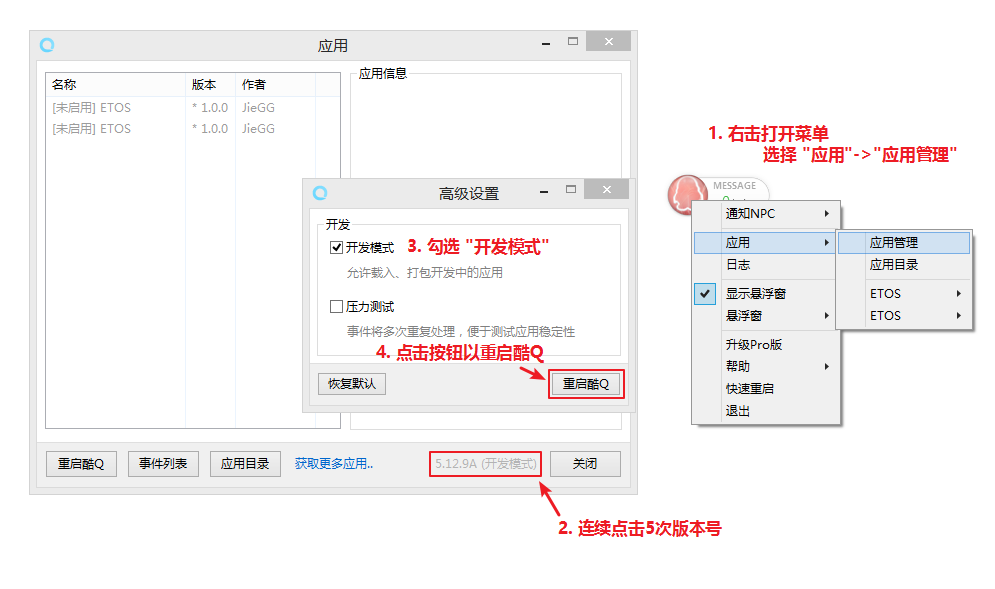 应用
名称 版本 作者
[未启用] ETOS * 1.0.0 JieGG
[未启用] ETOS * 1.0.0 JieGG
应用信息
高级设置
开发
开发模式
3. 勾选 "开发模式"
允许载入、打包开发中的应用
压力测试
事件将多次重复处理，便于测试应用稳定性
4. 点击按钮以重启酷Q
恢复默认
重启酷Q
重启酷Q
事件列表
应用目录
获取更多应用..
5.12.9A (开发模式)
关闭
2. 连续点击5次版本号
1. 右击打开菜单
选择 "应用"->"应用管理"
MESSAGE
通知NPC
应用
日志
显示悬浮窗
悬浮窗
升级Pro版
帮助
快速重启
退出
应用管理
应用目录
ETOS
ETOS